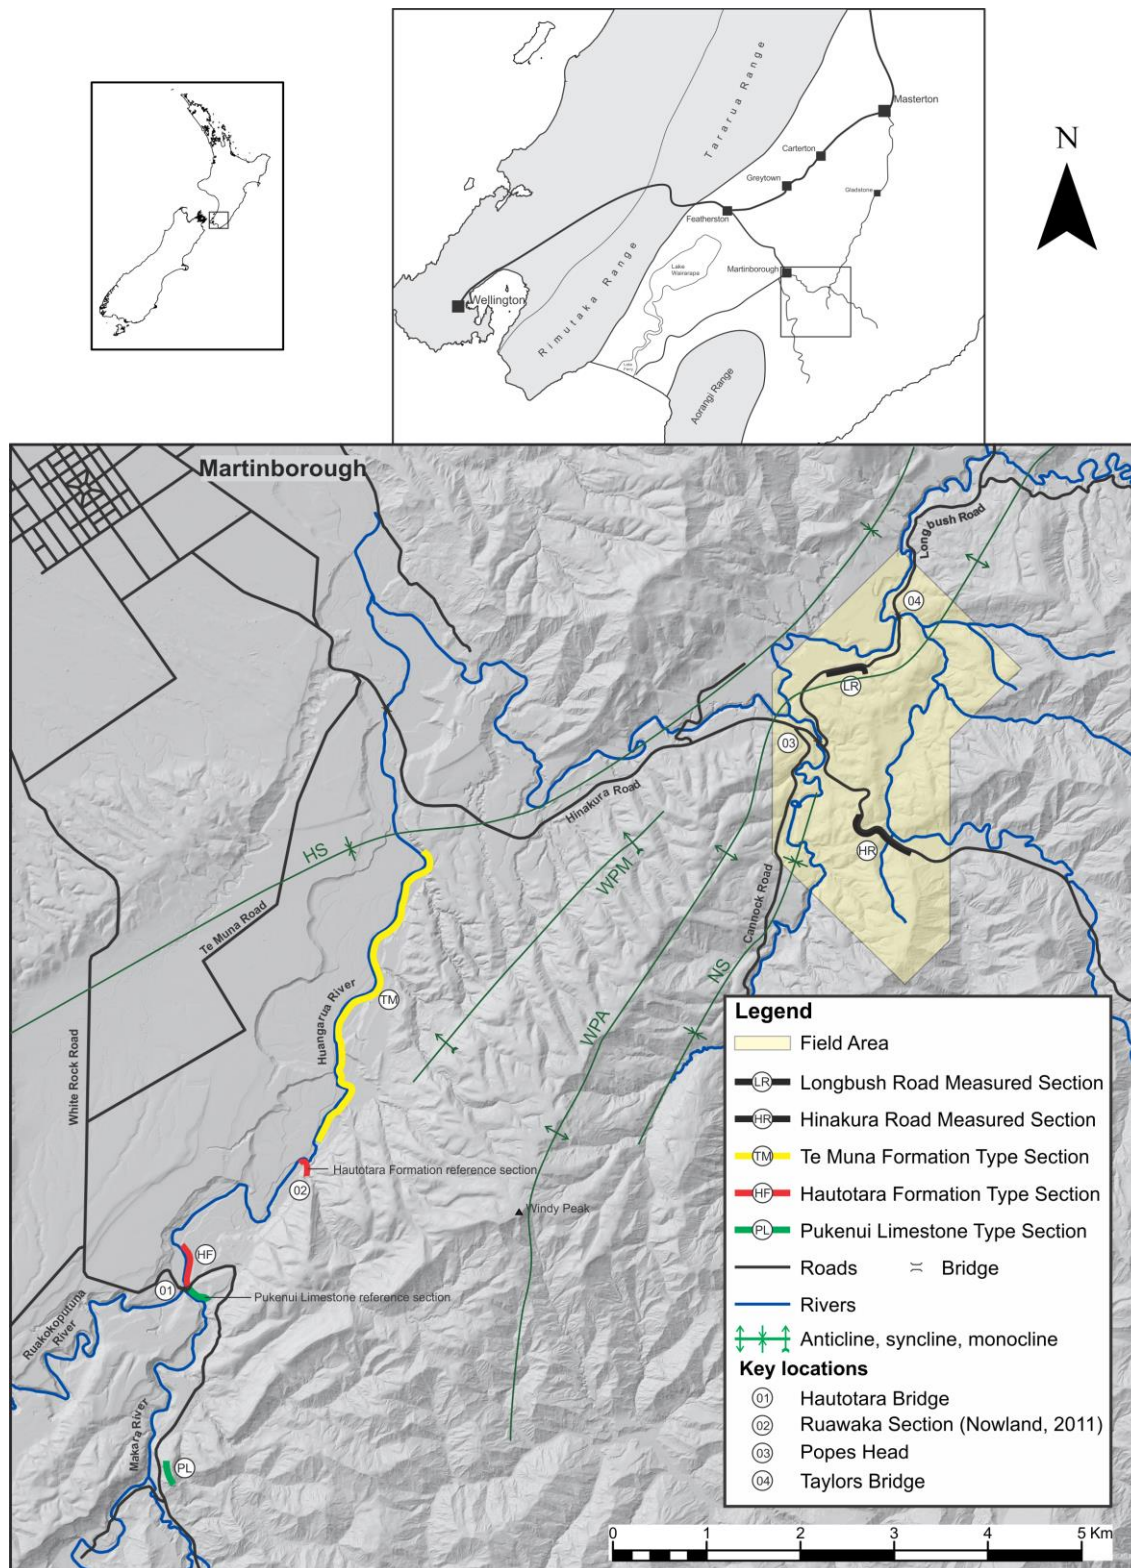 N
Tararua Range
Masterton
Carterton
Greytown
Gladstone
Featherston
Rimutaka Range
Lake
Wairarapa
Martinborough
Wellington
Aorangi Range
Martinborough
Longbush Road
04
LR
03
Hinakura Road
HS
WPM
HR
Te Muna Road
Cannock Road
NS
TM
Huangarua River
WPA
White Rock Road
Hautotara Formation reference section
02
Windy Peak
HF
01
Pukenui Limestone reference section
Ruakokoputuna
River
Makara River
PL
Legend
Field Area
LR Longbush Road Measured Section
HR Hinakura Road Measured Section
TM Te Muna Formation Type Section
HF Hautotara Formation Type Section
PL Pukenui Limestone Type Section
Roads Bridge
Rivers
Anticline, syncline, monocline
Key locations
01 Hautotara Bridge
02 Ruawaka Section (Nowland, 2011)
03 Popes Head
04 Taylors Bridge
0 1 2 3 4 5 Km